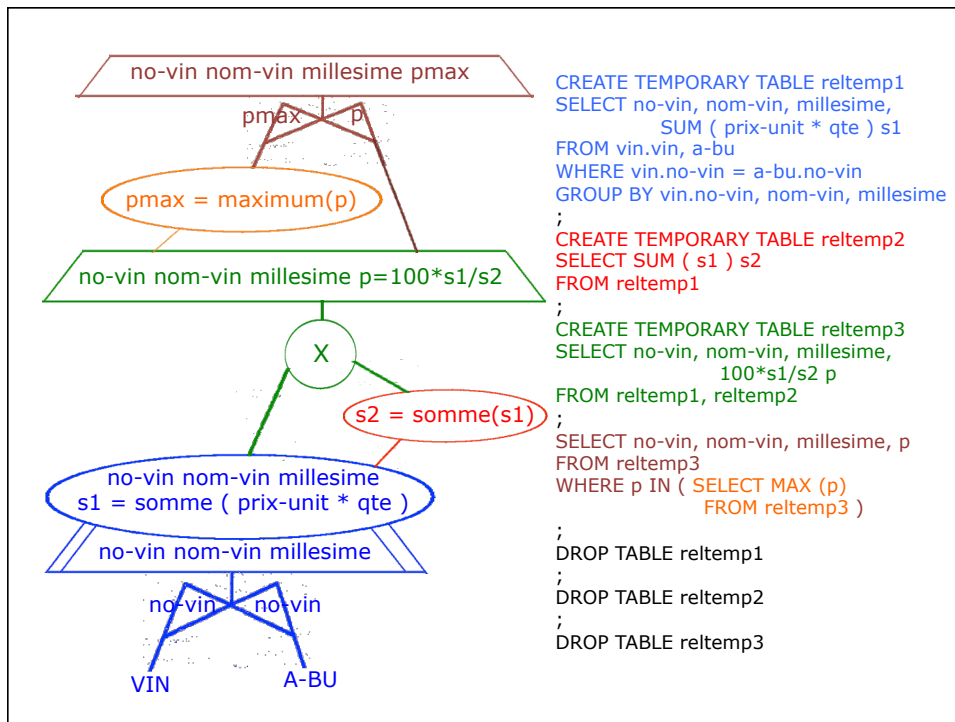 no-vin nom-vin millesime pmax
pmax
p
pmax = maximum(p)
no-vin nom-vin millesime p=100*s1/s2
X
s2 = somme(s1)
no-vin nom-vin millesime
s1 = somme ( prix-unit * qte )
no-vin nom-vin millesime
no-vin
no-vin
VIN
A-BU
CREATE TEMPORARY TABLE reltemp1
SELECT no-vin, nom-vin, millesime,
SUM ( prix-unit * qte ) s1
FROM vin.vin, a-bu
WHERE vin.no-vin = a-bu.no-vin
GROUP BY vin.no-vin, nom-vin, millesime
;
CREATE TEMPORARY TABLE reltemp2
SELECT SUM ( s1 ) s2
FROM reltemp1
;
CREATE TEMPORARY TABLE reltemp3
SELECT no-vin, nom-vin, millesime,
100*s1/s2 p
FROM reltemp1, reltemp2
;
SELECT no-vin, nom-vin, millesime, p
FROM reltemp3
WHERE p IN ( SELECT MAX (p)
FROM reltemp3 )
;
DROP TABLE reltemp1
;
DROP TABLE reltemp2
;
DROP TABLE reltemp3